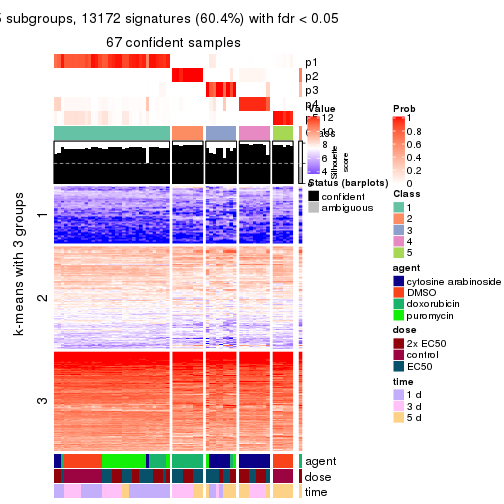 subgroups, 13172 signatures (60.4%) with fdr < 0.05
67 confident samples
p1
p2
p3
p4
Value
12
10
8
6
4
Silhouette
score
Status (barplots)
confident
ambiguous
Prob
1
0.8
0.6
0.4
0.2
0
Class
1
2
3
4
5
agent
cytosine arabinoside
DMSO
doxorubicin
puromycin
dose
2x EC50
control
EC50
time
1 d
3 d
5 d
k-means with 3 groups
1
2
3
agent
dose
time